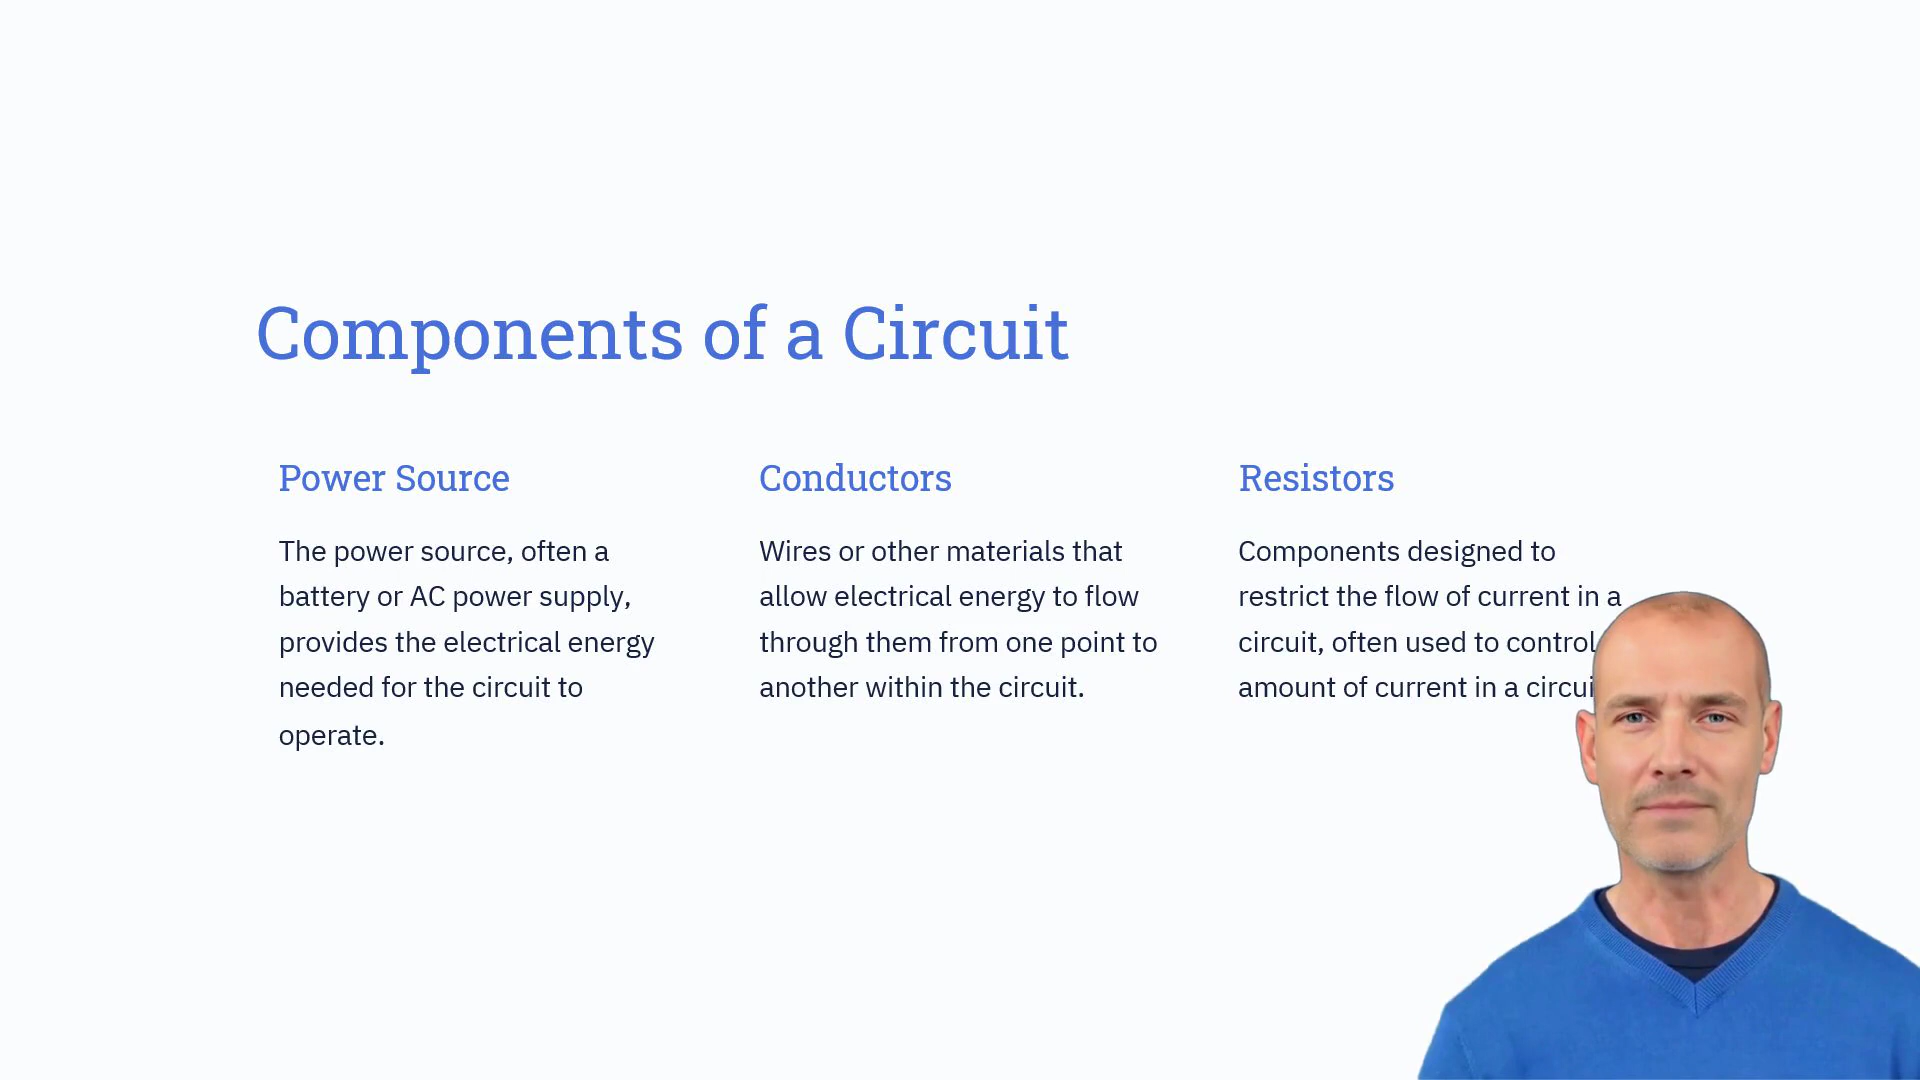 Components of a Circuit
Power Source
The power source, often a
battery or AC power supply,
provides the electrical energy
needed for the circuit to
operate.
Conductors
Wires or other materials that
allow electrical energy to flow
through them from one point to
another within the circuit.
Resistors
Components designed to
restrict the flow of current in a
circuit, often used to control
amount of current in a